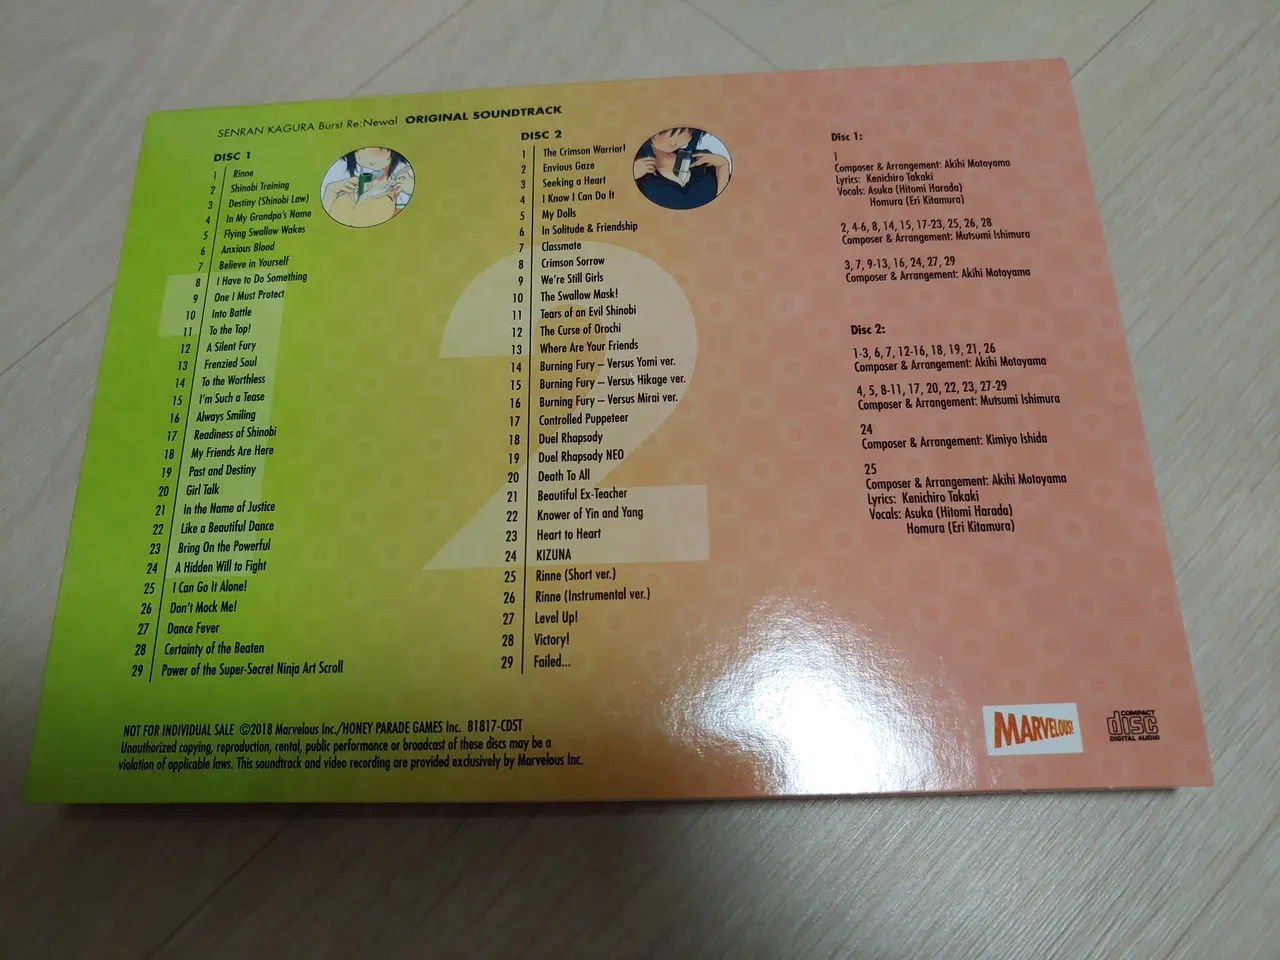 SENRAN KAGURA Burst Re:Newal ORIGINAL SOUNDTRACK
DISC 1
1 Rinne
2 Shinobi Training
3 Destiny (Shinobi Law)
4 In My Grandpa's Name
5 Flying Swallow Wakes
6 Anxious Blood
7 Believe in Yourself
8 I Have to Do Something
9 One I Must Protect
10 Into Battle
11 To the Top!
12 A Silent Fury
13 Frenzied Soul
14 To the Worthless
15 I'm Such a Tease
16 Always Smiling
17 Readiness of Shinobi
18 My Friends Are Here
19 Past and Destiny
20 Girl Talk
21 In the Name of Justice
22 Like a Beautiful Dance
23 Bring On the Powerful
24 A Hidden Will to Fight
25 I Can Go It Alone!
26 Don't Mock Me!
27 Dance Fever
28 Certainty of the Beaten
29 Power of the Super-Secret Ninja Art Scroll
1
DISC 2
1 The Crimson Warrior!
2 Envious Gaze
3 Seeking a Heart
4 I Know I Can Do It
5 My Dolls
6 In Solitude & Friendship
7 Classmate
8 Crimson Sorrow
9 We're Still Girls
10 The Swallow Mask!
11 Tears of an Evil Shinobi
12 The Curse of Orochi
13 Where Are Your Friends
14 Burning Fury – Versus Yomi ver.
15 Burning Fury – Versus Hikage ver.
16 Burning Fury – Versus Mirai ver.
17 Controlled Puppeteer
18 Duel Rhapsody
19 Duel Rhapsody NEO
20 Death To All
21 Beautiful Ex-Teacher
22 Knower of Yin and Yang
23 Heart to Heart
24 KIZUNA
25 Rinne (Short ver.)
26 Rinne (Instrumental ver.)
27 Level Up!
28 Victory!
29 Failed...
2
Disc 1:
1
Composer & Arrangement: Akihi Motoyama
Lyrics: Kenichiro Takaki
Vocals: Asuka (Hitomi Harada)
Homura (Eri Kitamura)
2, 4-6, 8, 14, 15, 17-23, 25, 26, 28
Composer & Arrangement: Mutsumi Ishimura
3, 7, 9-13, 16, 24, 27, 29
Composer & Arrangement: Akihi Motoyama
Disc 2:
1-3, 6, 7, 12-16, 18, 19, 21, 26
Composer & Arrangement: Akihi Motoyama
4, 5, 8-11, 17, 20, 22, 23, 27-29
Composer & Arrangement: Mutsumi Ishimura
24
Composer & Arrangement: Kimiyo Ishida
25
Composer & Arrangement: Akihi Motoyama
Lyrics: Kenichiro Takaki
Vocals: Asuka (Hitomi Harada)
Homura (Eri Kitamura)
NOT FOR INDIVIDUAL SALE ©2018 Marvelous Inc./HONEY PARADE GAMES Inc. 81817-CDST
Unauthorized copying, reproduction, rental, public performance or broadcast of these discs may be a
violation of applicable laws. This soundtrack and video recording are provided exclusively by Marvelous Inc.
MARVELOUS!
COMPACT
disc
DIGITAL AUDIO